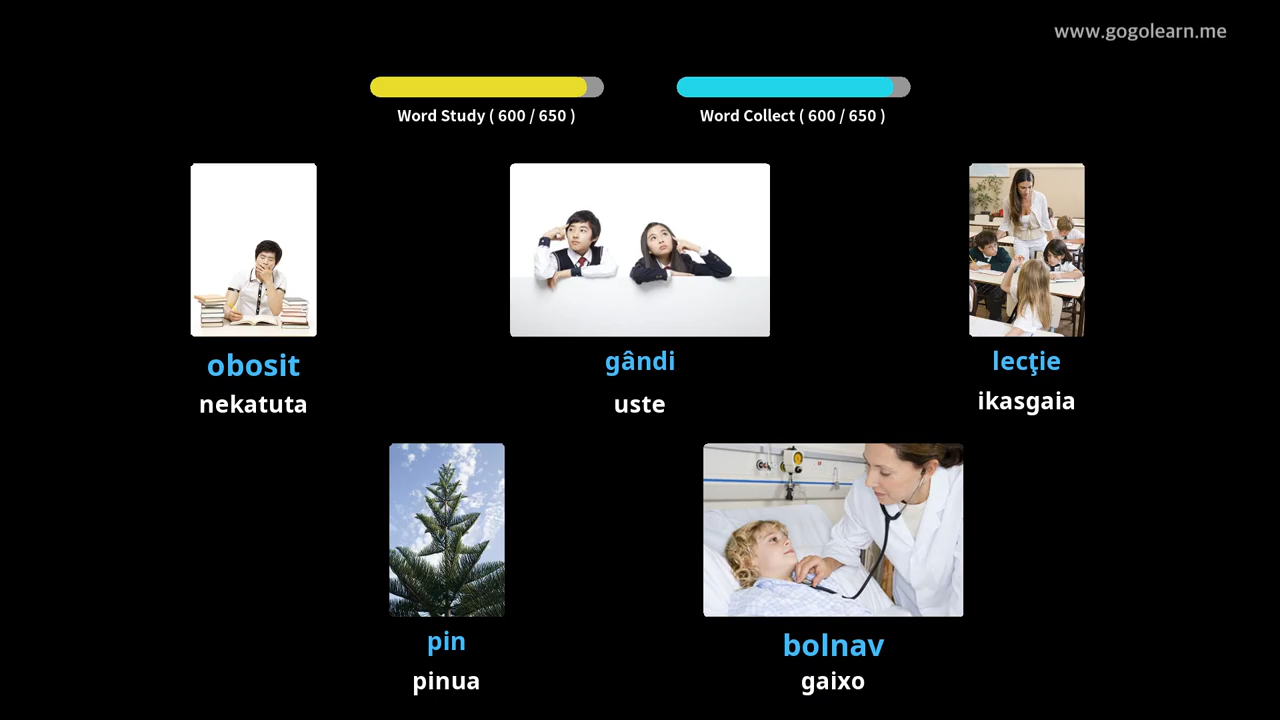 www.gogolearn.me
Word Study ( 600 / 650 )
Word Collect ( 600 / 650 )
obosit
nekatuta
gândi
uste
lecţie
ikasgaia
pin
pinua
bolnav
gaixo